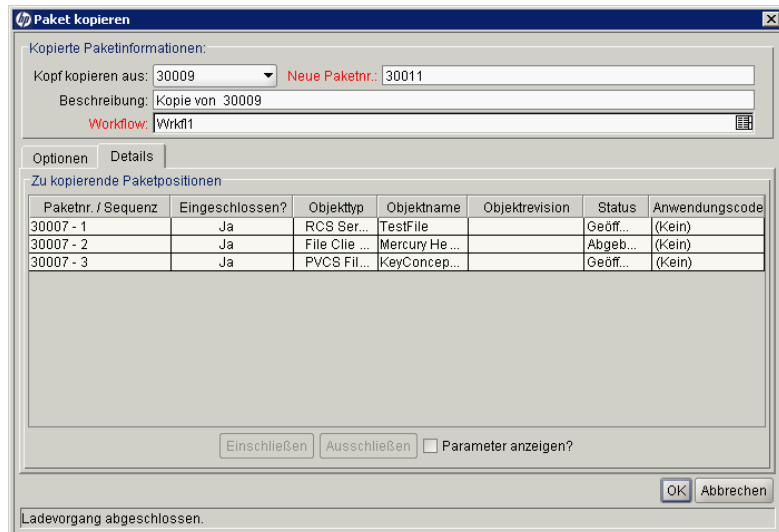 Paket kopieren
Kopierte Paketinformationen:
Kopf kopieren aus: 30009 Neue Paketnr.: 30011
Beschreibung: Kopie von 30009
Workflow: Wrkfl1
Optionen Details
Zu kopierende Paketpositionen
Paketnr. / Sequenz Eingeschlossen? Objekttyp Objektname Objektrevision Status Anwendungscode
30007 - 1 Ja RCS Ser... TestFile Geöff... (Kein)
30007 - 2 Ja File Clie ... Mercury He ... Abgeb... (Kein)
30007 - 3 Ja PVCS Fil... KeyConcep... Geöff... (Kein)
Einschließen Ausschließen Parameter anzeigen?
OK Abbrechen
Ladevorgang abgeschlossen.